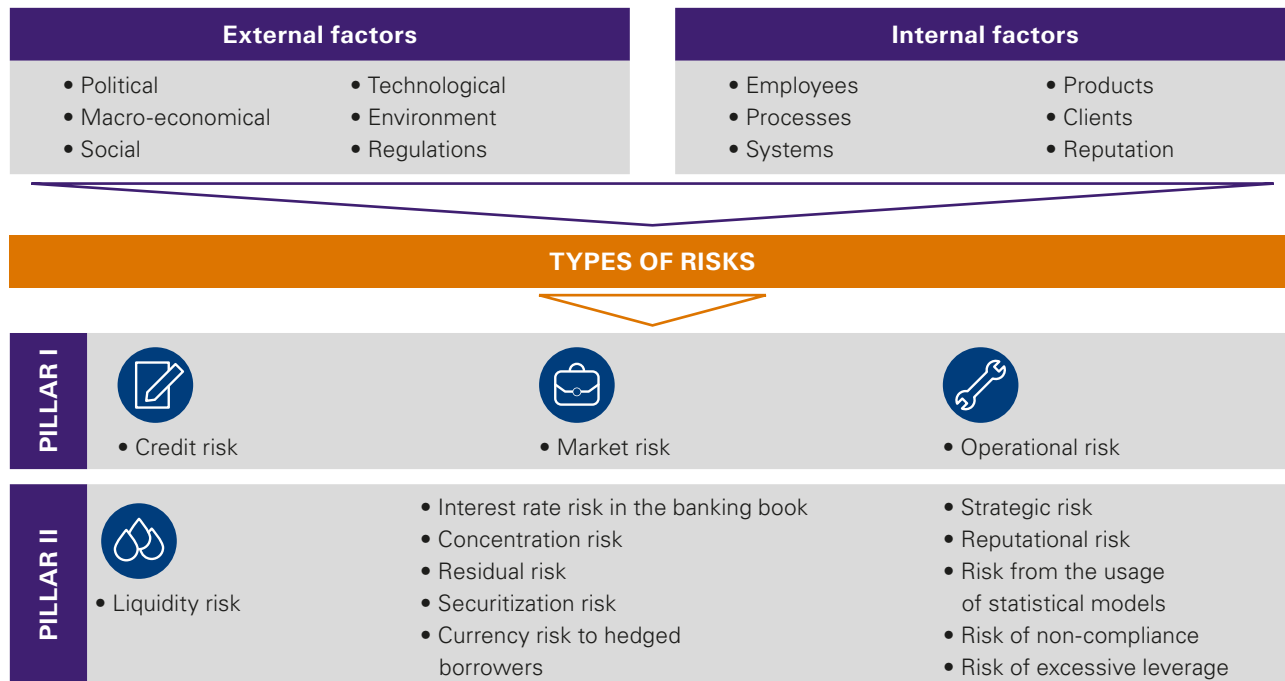 External factors
• Political
• Macro-economical
• Social
• Technological
• Environment
• Regulations
Internal factors
• Employees
• Processes
• Systems
• Products
• Clients
• Reputation
TYPES OF RISKS
PILLAR I
• Credit risk
• Market risk
• Operational risk
PILLAR II
• Liquidity risk
• Interest rate risk in the banking book
• Concentration risk
• Residual risk
• Securitization risk
• Currency risk to hedged
borrowers
• Strategic risk
• Reputational risk
• Risk from the usage
of statistical models
• Risk of non-compliance
• Risk of excessive leverage